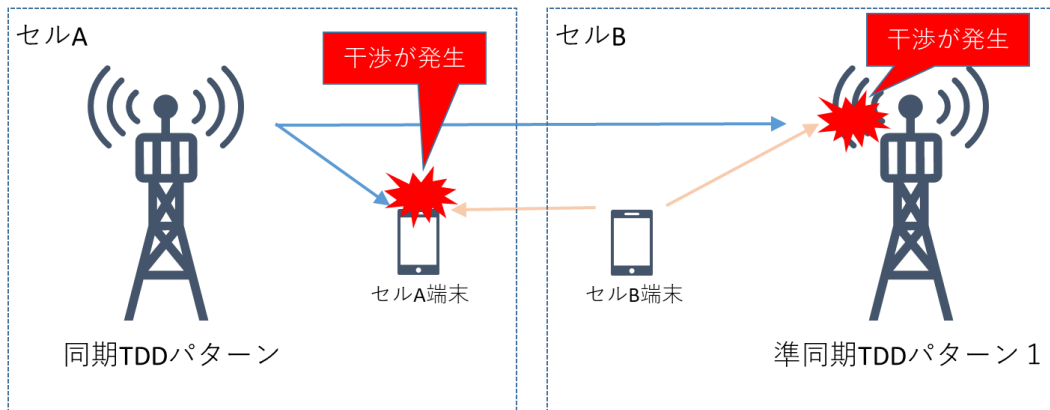 セルA
干渉が発生
セルA端末
同期TDDパターン
セルB
干渉が発生
セルB端末
準同期TDDパターン１